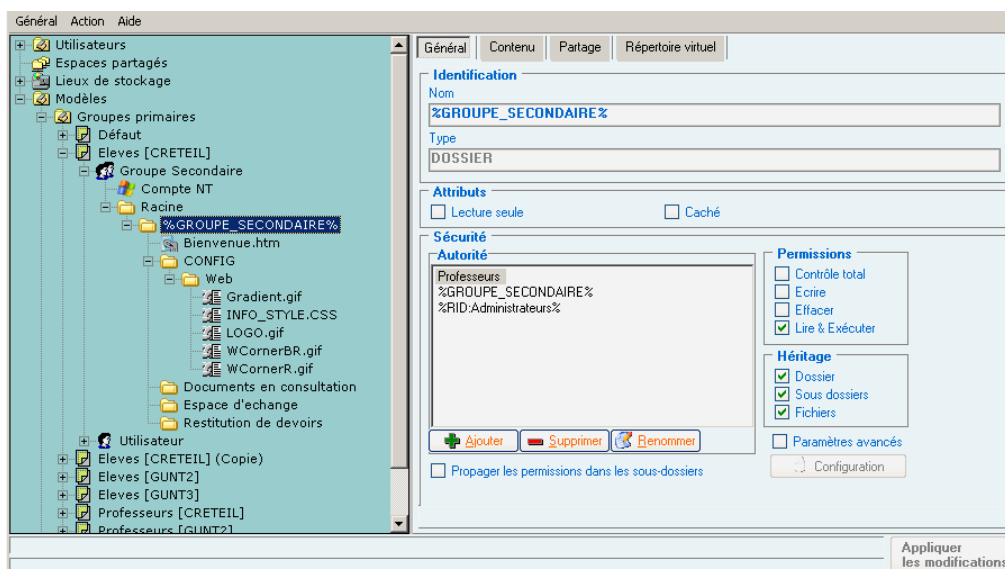 Général Action Aide
Utilisateurs
Espaces partagés
Lieux de stockage
Modèles
Groupes primaires
Défaut
Eleves [CRETEIL]
Groupe Secondaire
Compte NT
Racine
%GROUPE_SECONDAIRE%
Bienvenue.htm
CONFIG
Web
Gradient.gif
INFO_STYLE.CSS
LOGO.gif
WCornerBR.gif
WCornerR.gif
Documents en consultation
Espace d'echange
Restitution de devoirs
Utilisateur
Eleves [CRETEIL] (Copie)
Eleves [GUNT2]
Eleves [GUNT3]
Professeurs [CRETEIL]
Professeurs [GUNT2]
Général Contenu Partage Répertoire virtuel
Identification
Nom
%GROUPE_SECONDAIRE%
Type
DOSSIER
Attributs
Lecture seule Caché
Sécurité
Autorité
Professeurs
%GROUPE_SECONDAIRE%
%RID:Administrateurs%
Ajouter Supprimer Renommer
Propager les permissions dans les sous-dossiers
Permissions
Contrôle total
Ecrire
Effacer
Lire & Exécuter
Héritage
Dossier
Sous dossiers
Fichiers
Paramètres avancés
Configuration
Appliquer
les modifications